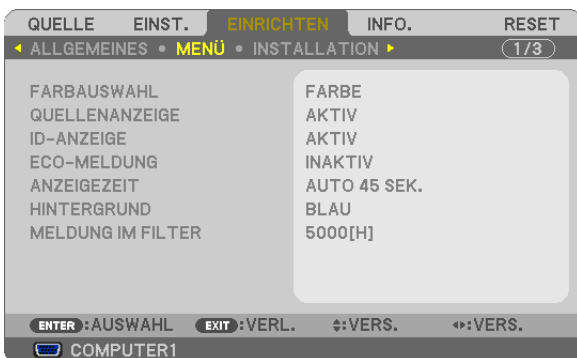 QUELLE EINST. EINRICHTEN INFO. RESET
ALLGEMEINES • MENÜ • INSTALLATION (1/3)
FARBAUSWAHL FARBE
QUELLENANZEIGE AKTIV
ID-ANZEIGE AKTIV
ECO-MELDUNG INAKTIV
ANZEIGEZEIT AUTO 45 SEK.
HINTERGRUND BLAU
MELDUNG IM FILTER 5000[H]
ENTER :AUSWAHL EXIT :VERL. :VERS. :VERS.
COMPUTER1